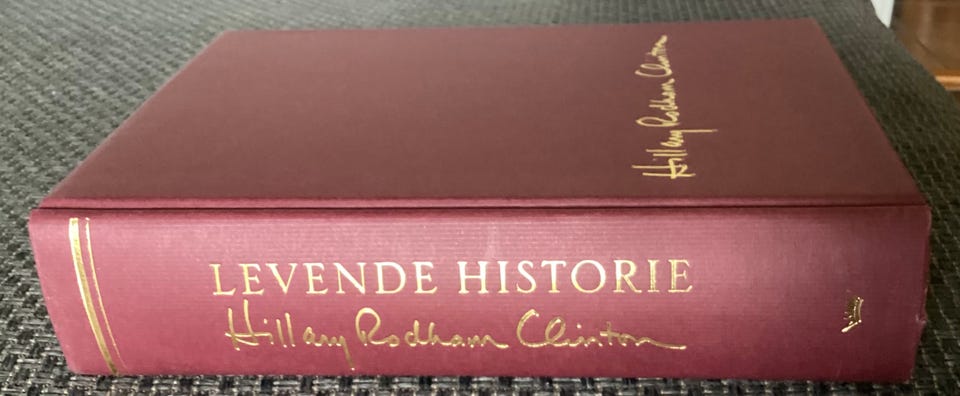 Hillary Rodham Clinton
LEVENDE HISTORIE
Hillary Rodham Clinton